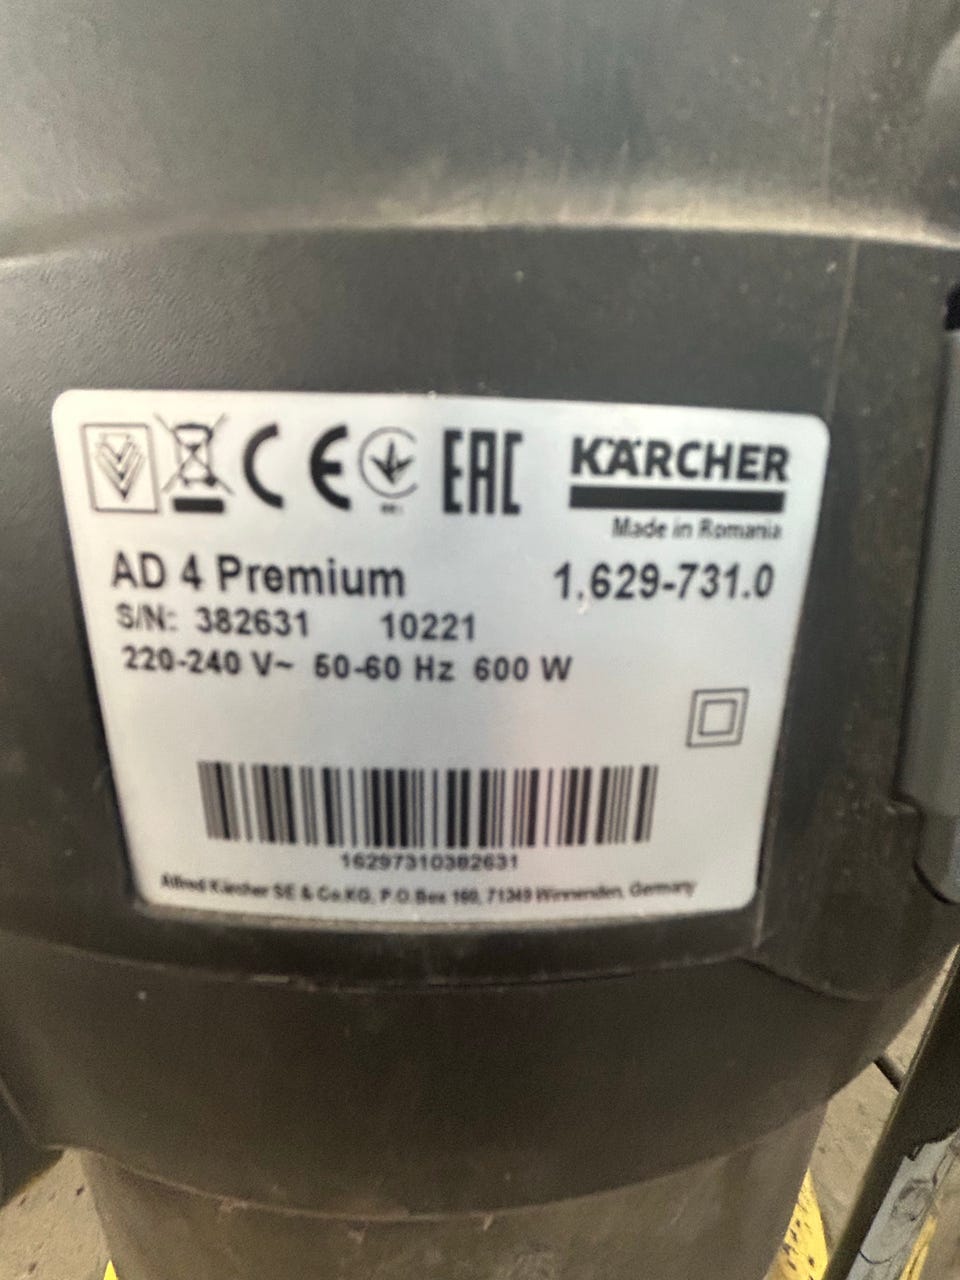 CE EAC KÄRCHER
Made in Romania
AD 4 Premium 1.629-731.0
S/N: 382631 10221
220-240 V~ 50-60 Hz 600 W
16297310382631
Alfred Kärcher SE & Co.KG, P.O.Box 160, 71349 Winnenden, Germany